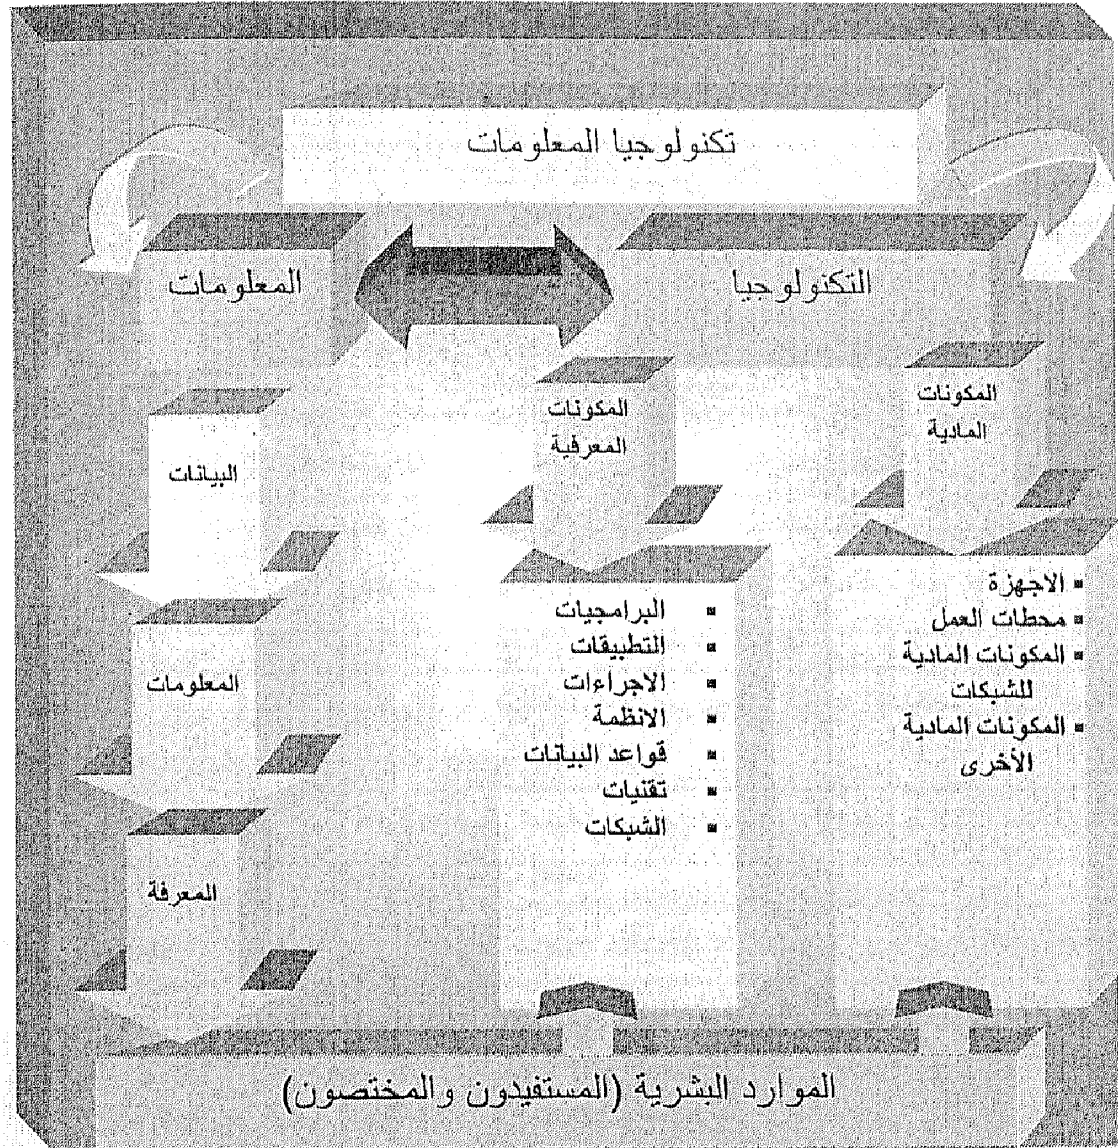 تكنولوجيا المعلومات
التكنولوجيا
المعلومات
المكونات
المادية
المكونات
المعرفية
البيانات
▪ الاجهزة
▪ محطات العمل
▪ المكونات المادية
للشبكات
▪ المكونات المادية
الأخرى
▪ البرامجيات
▪ التطبيقات
▪ الاجراءات
▪ الانظمة
▪ قواعد البيانات
▪ تقنيات
▪ الشبكات
المعلومات
المعرفة
الموارد البشرية (المستفيدون والمختصون)